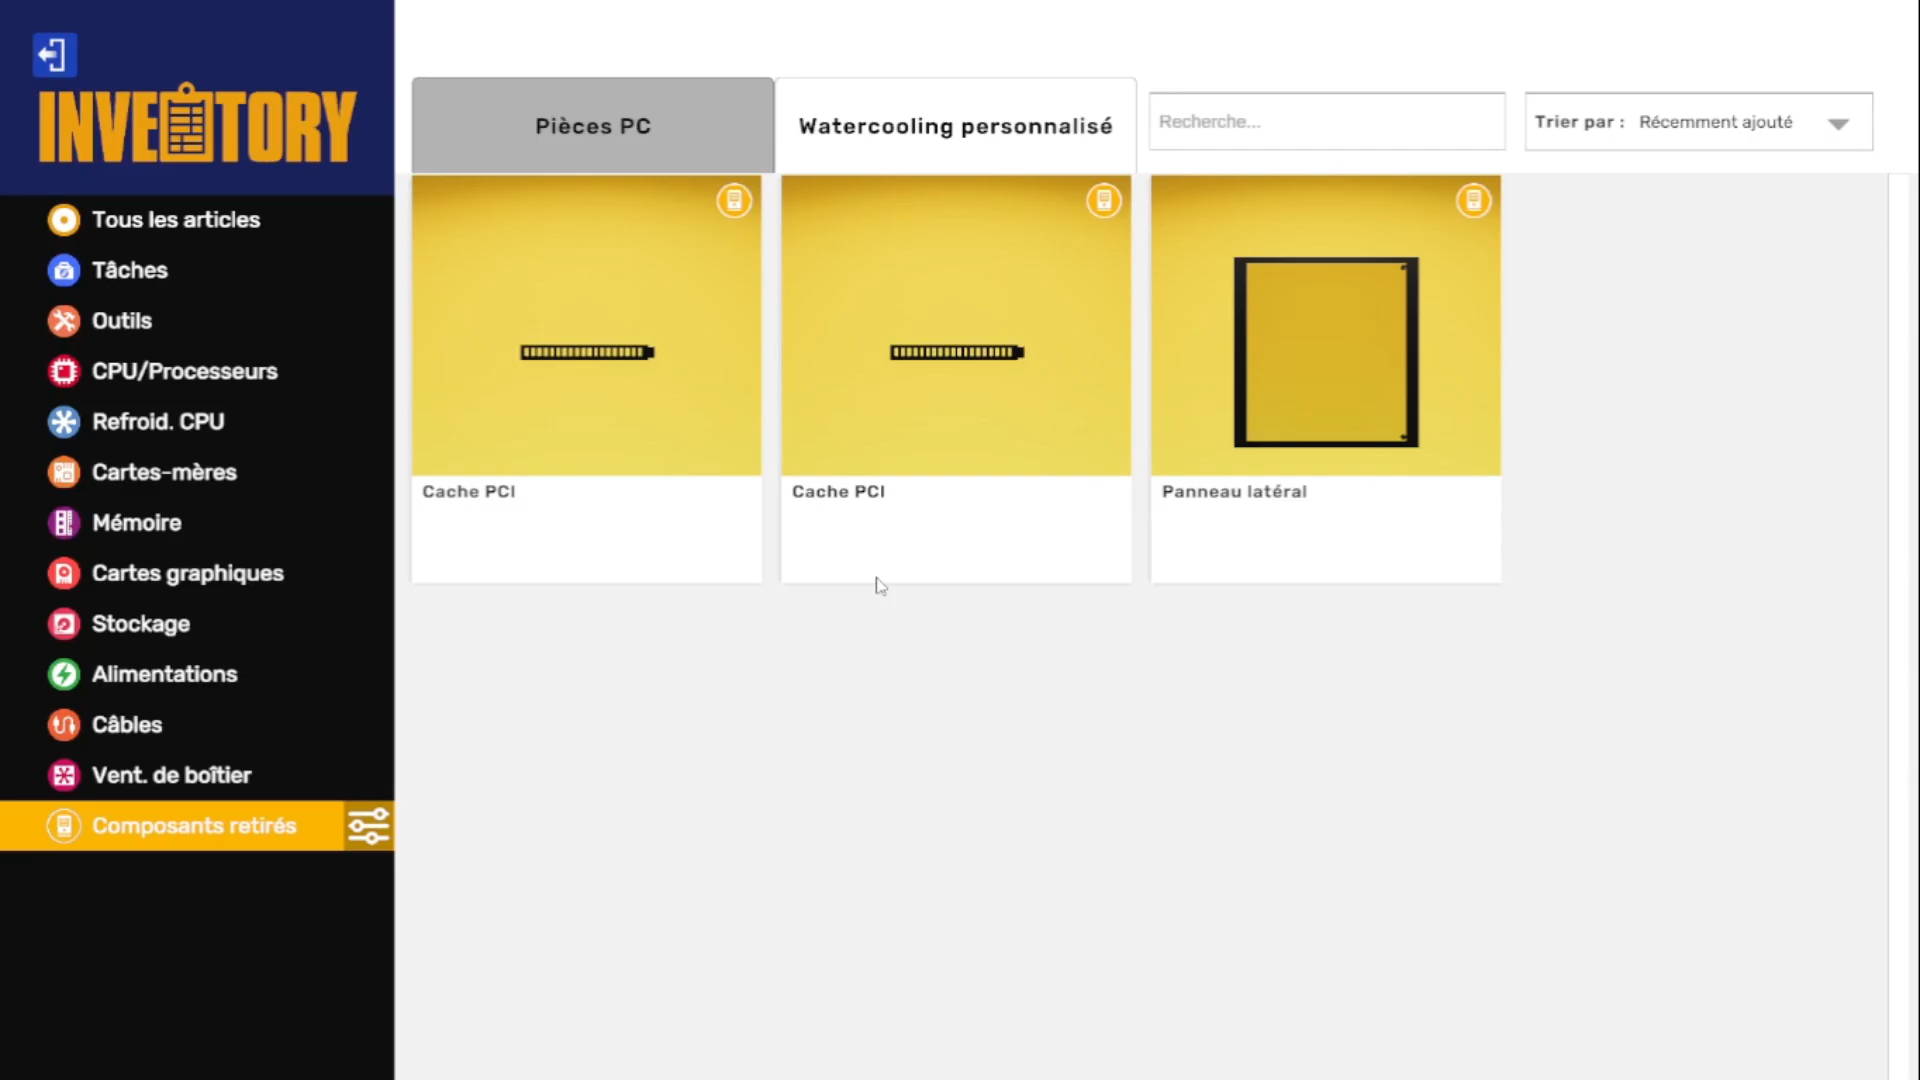 INVENTORY
Tous les articles
Tâches
Outils
CPU/Processeurs
Refroid. CPU
Cartes-mères
Mémoire
Cartes graphiques
Stockage
Alimentations
Câbles
Vent. de boîtier
Composants retirés
Pièces PC
Watercooling personnalisé
Recherche...
Trier par : Récemment ajouté
Cache PCI
Cache PCI
Panneau latéral